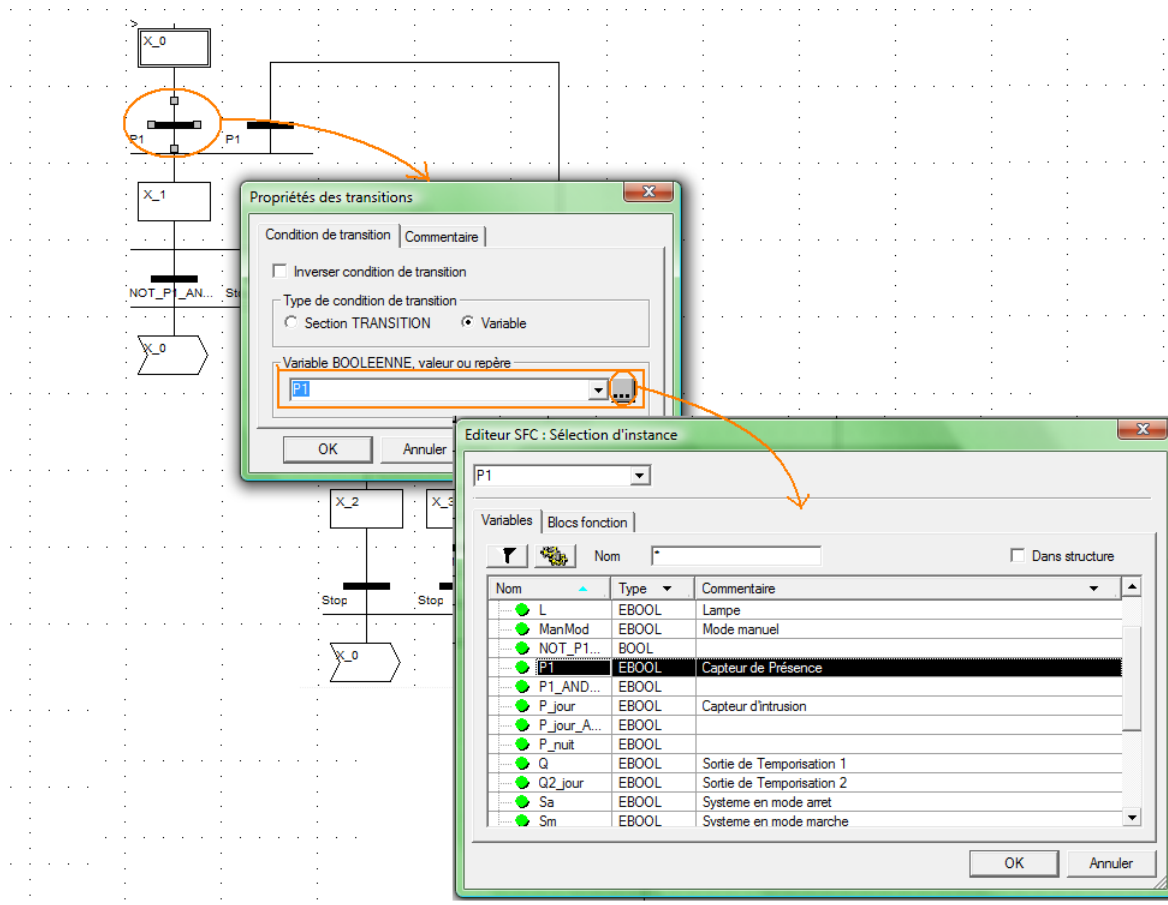 X_0
P1
P1
X_1
NOT_P1_AN...
X_0
Propriétés des transitions
Condition de transition
Commentaire
Inverser condition de transition
Type de condition de transition
Section TRANSITION
Variable
Variable BOOLEENNE, valeur ou repère
P1
...
OK
Annuler
X_2
Stop
Stop
X_0
Editeur SFC : Sélection d'instance
P1
Variables
Blocs fonction
Nom
*
Dans structure
Nom Type Commentaire
L EBOOL Lampe
ManMod EBOOL Mode manuel
NOT_P1... BOOL
P1 EBOOL Capteur de Présence
P1_AND... EBOOL
P_jour EBOOL Capteur d'intrusion
P_jour_A... EBOOL
P_nuit EBOOL
Q EBOOL Sortie de Temporisation 1
Q2_jour EBOOL Sortie de Temporisation 2
Sa EBOOL Systeme en mode arret
Sm EBOOL Systeme en mode marche
OK
Annuler